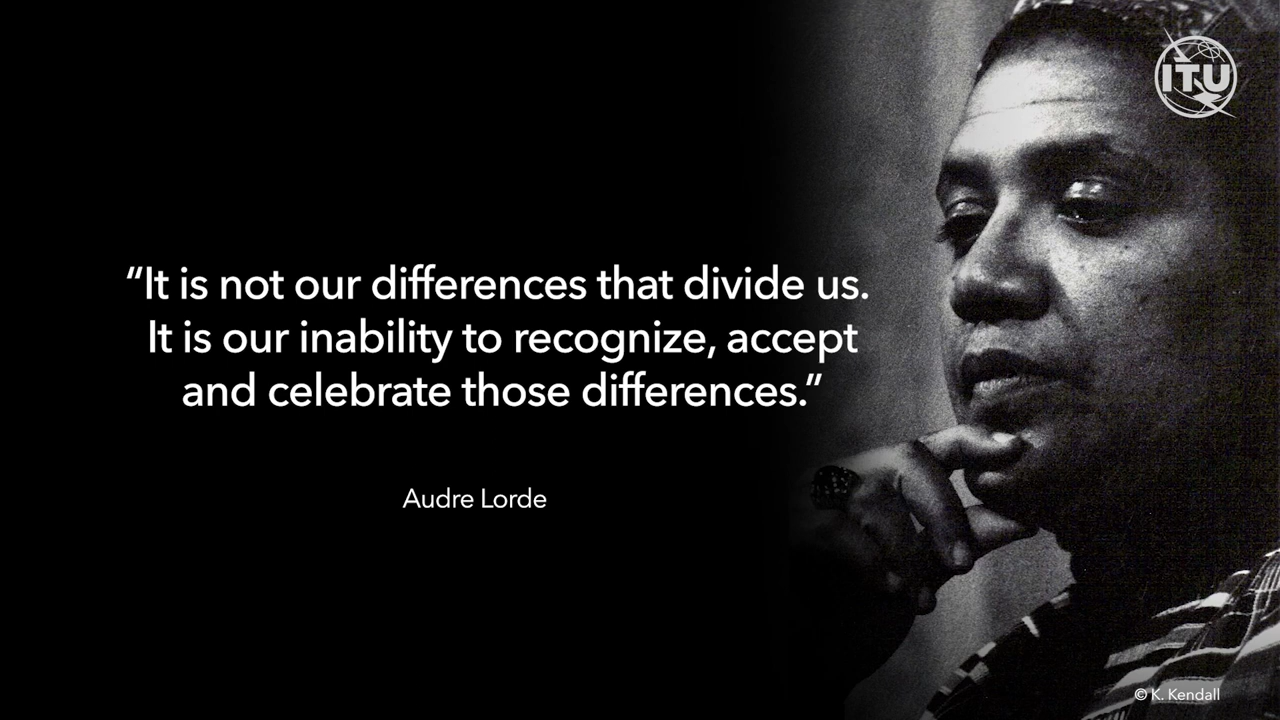 ITU
“It is not our differences that divide us.
It is our inability to recognize, accept
and celebrate those differences.”
Audre Lorde
© K. Kendall